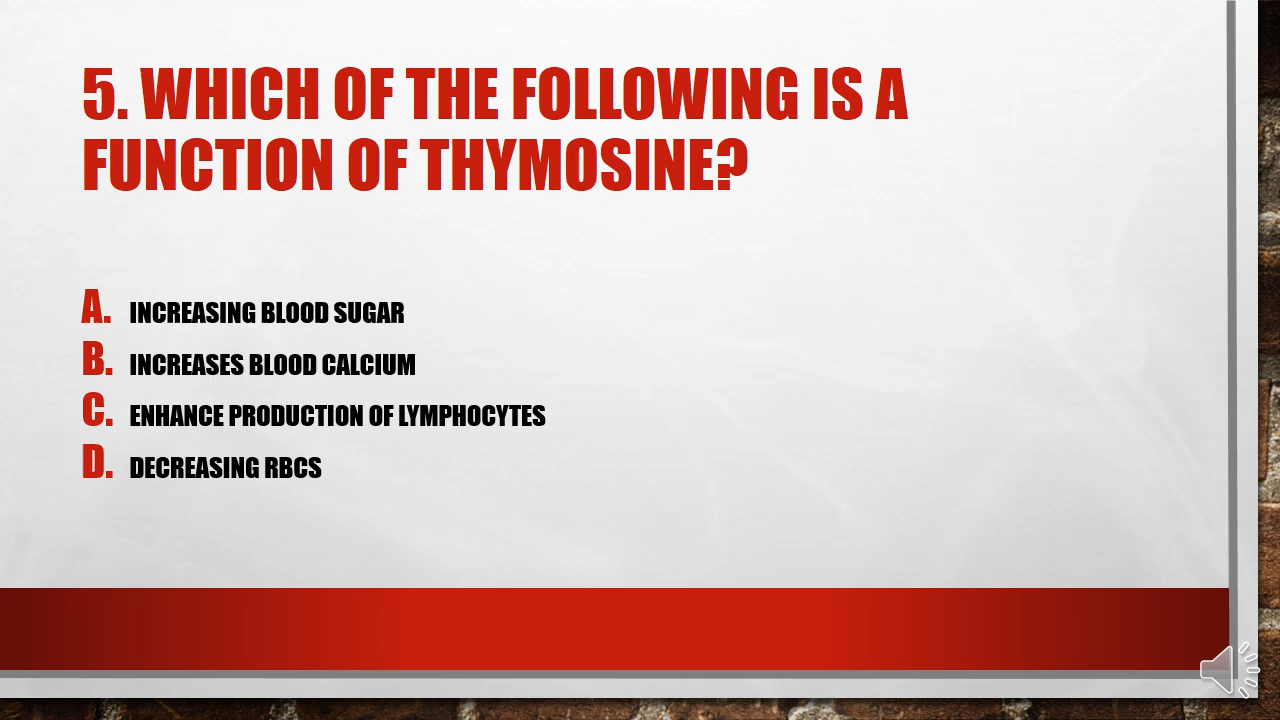 5. WHICH OF THE FOLLOWING IS A
FUNCTION OF THYMOSINE?
A. INCREASING BLOOD SUGAR
B. INCREASES BLOOD CALCIUM
C. ENHANCE PRODUCTION OF LYMPHOCYTES
D. DECREASING RBCS